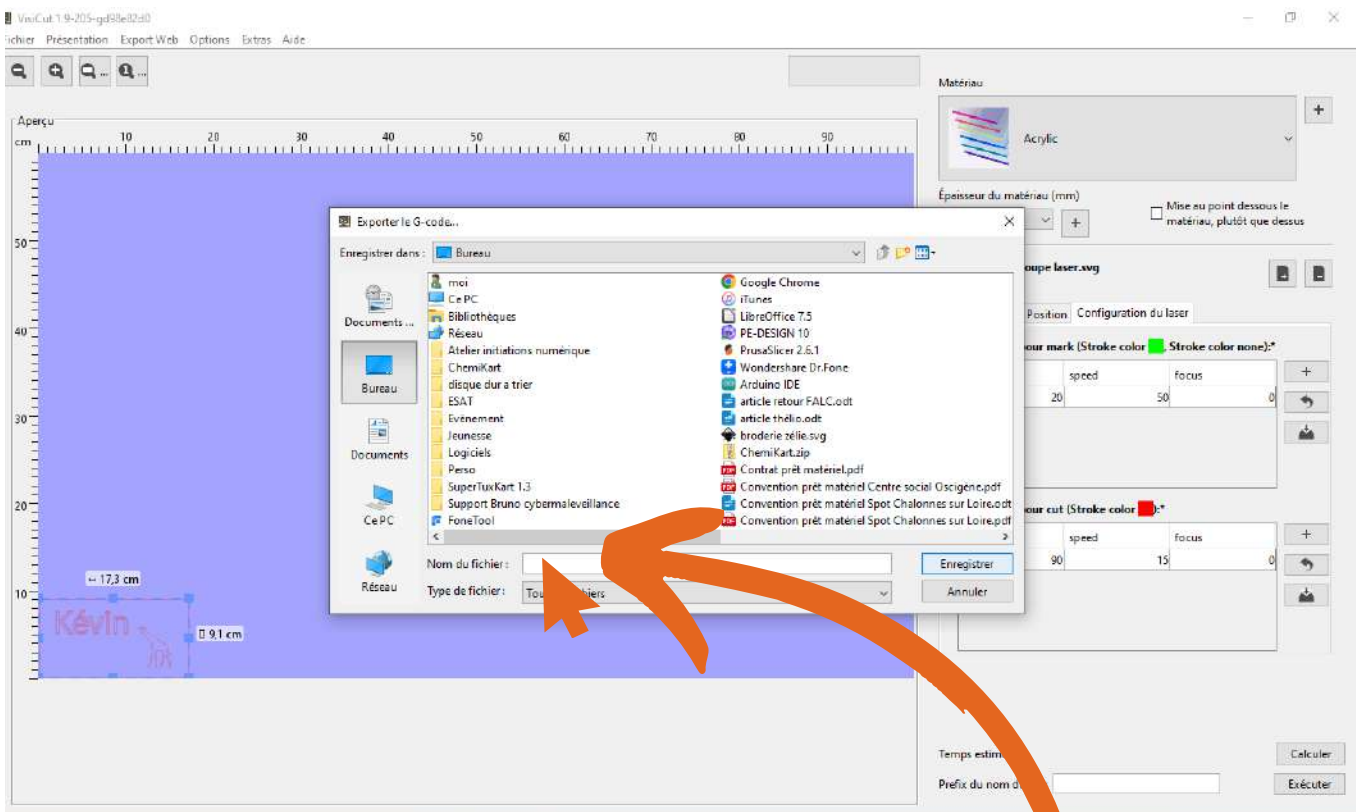 VisiCut 1.9-205-gd98e82d0
ichier Présentation Export Web Options Extras Aide
Matériau
Aperçu
cm 10 20 30 40 50 60 70 80 90
Acrylic
Épaisseur du matériau (mm)
Mise au point dessous le
matériau, plutôt que dessus
50
40
30
20
10
Exporter le G-code...
Enregistrer dans : Bureau
Documents ...
Bureau
Documents
Ce PC
Réseau
moi
Ce PC
Bibliothèques
Réseau
Atelier initiations numérique
ChemiKart
disque dur a trier
ESAT
Evènement
Jeunesse
Logiciels
Perso
SuperTuxKart 1.3
Support Bruno cybermaleveillance
FoneTool
Google Chrome
iTunes
LibreOffice 7.5
PE-DESIGN 10
PrusaSlicer 2.6.1
Wondershare Dr.Fone
Arduino IDE
article retour FALC.odt
article thélio.odt
broderie zélie.svg
ChemiKart.zip
Contrat prêt matériel.pdf
Convention prêt matériel Centre social Oscigène.pdf
Convention prêt matériel Spot Chalonnes sur Loire.odt
Convention prêt matériel Spot Chalonnes sur Loire.pdf
Nom du fichier :
Enregistrer
Type de fichier :
Annuler
oupe laser.svg
Position Configuration du laser
our mark (Stroke color , Stroke color none):*
speed focus
20 50 0
our cut (Stroke color ):*
speed focus
90 15 0
17,3 cm
Kévin
9,1 cm
Temps estim
Calculer
Prefix du nom d
Exécuter